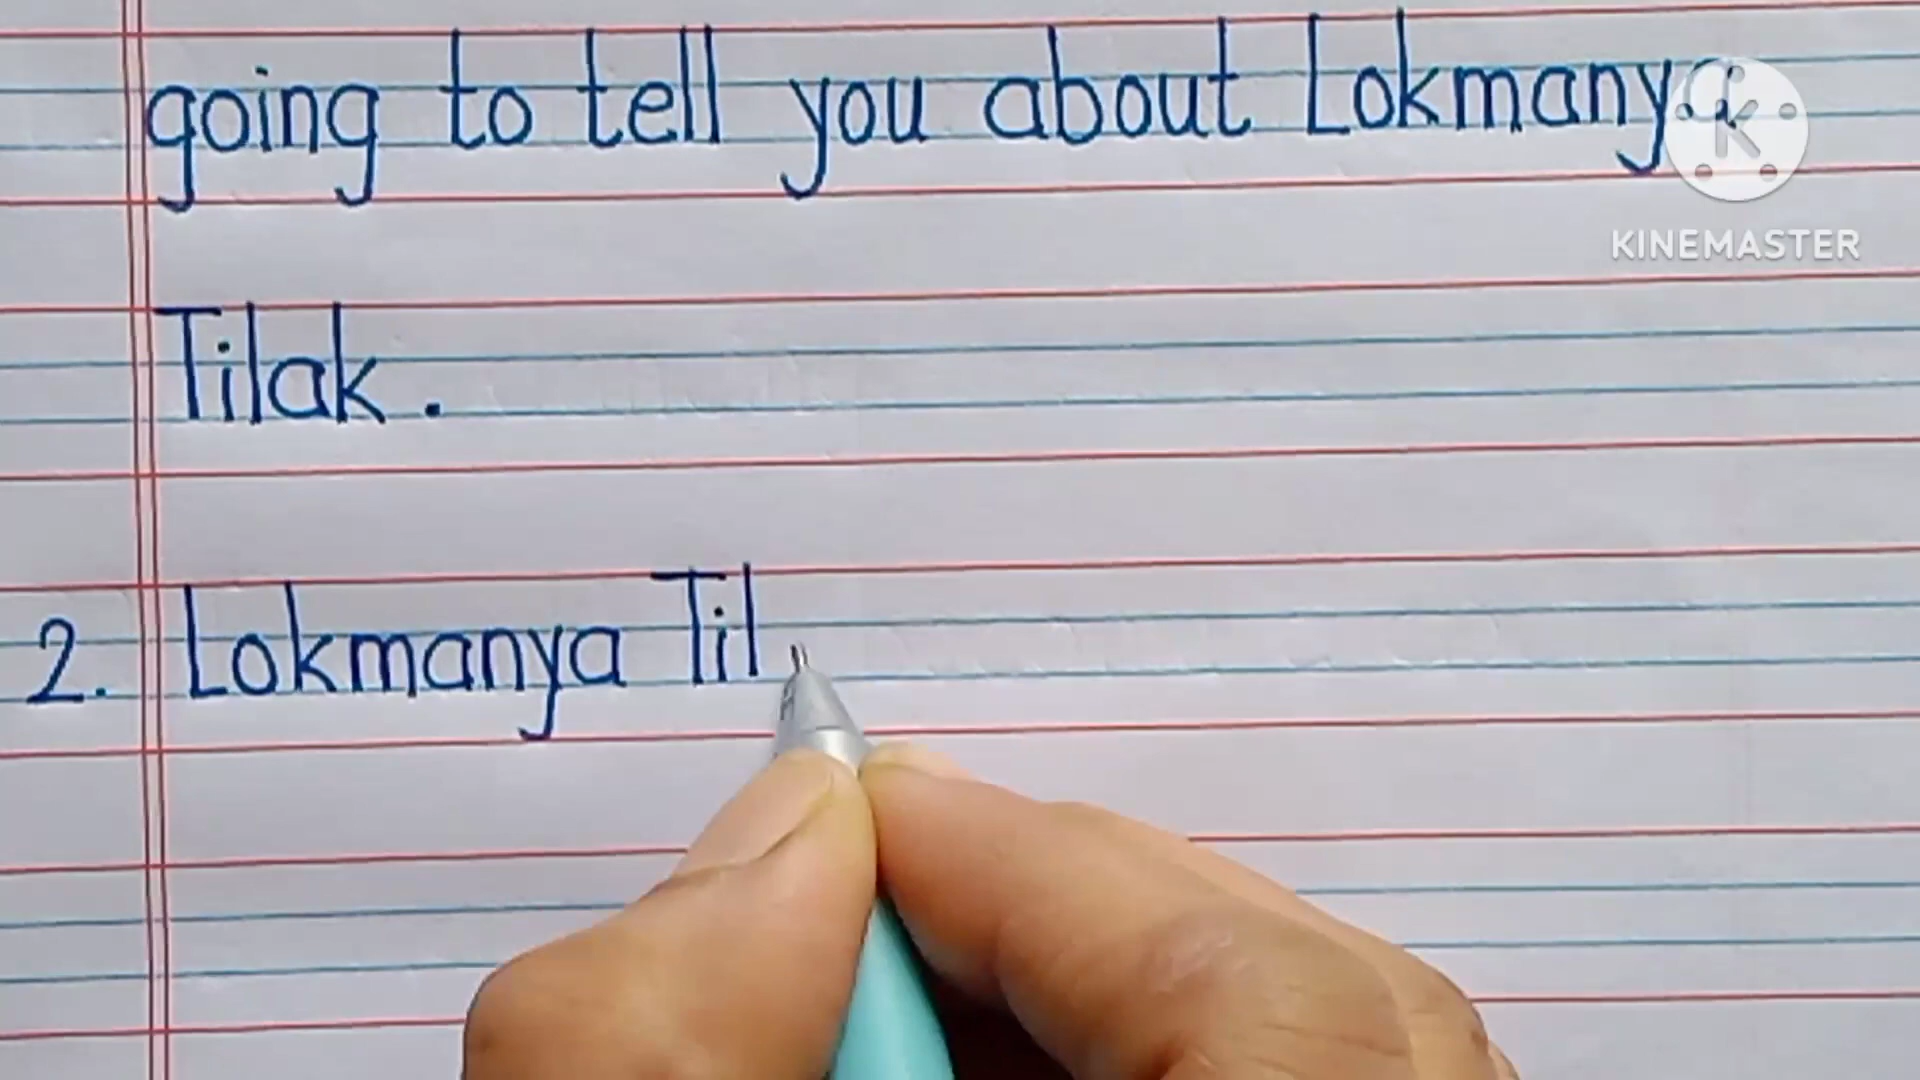 going to tell you about Lokmanya
K
KINEMASTER
Tilak.
2. Lokmanya Til